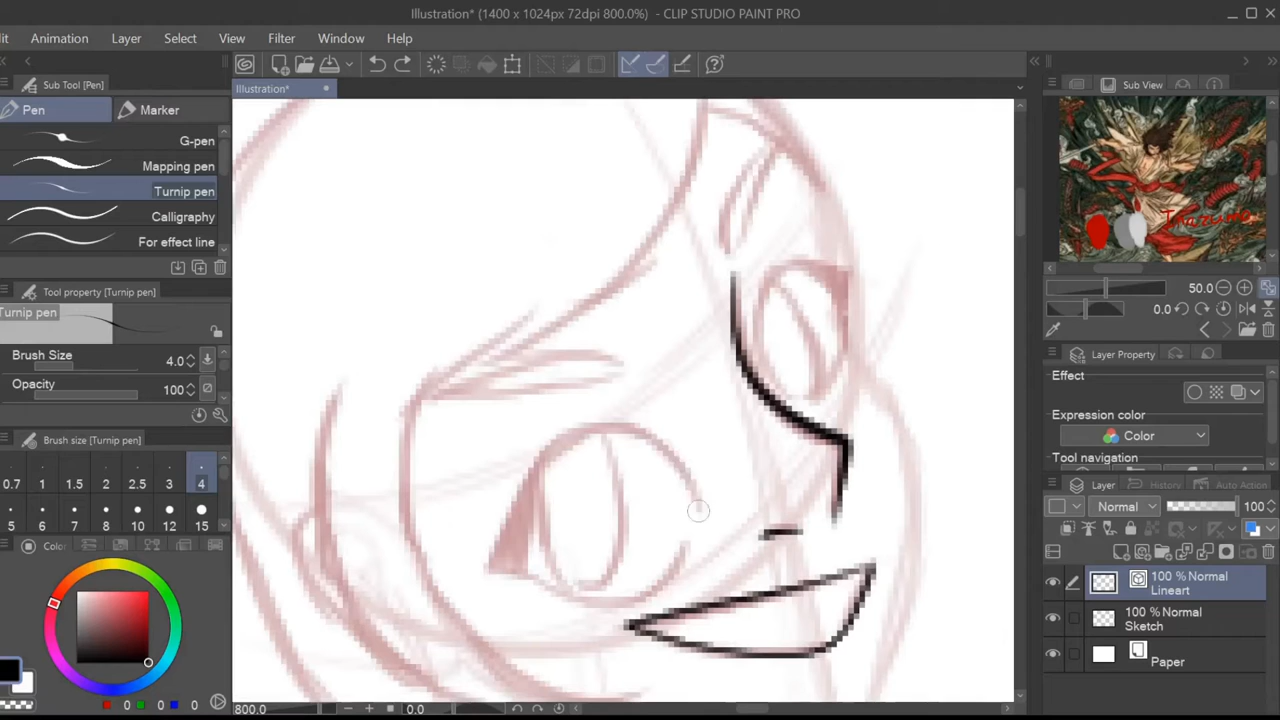 Illustration* (1400 x 1024px 72dpi 800.0%) - CLIP STUDIO PAINT PRO
it Animation Layer Select View Filter Window Help
Sub Tool [Pen]
Illustration*
Sub View
Pen
Marker
G-pen
Mapping pen
Turnip pen
Calligraphy
For effect line
Tool property [Turnip pen]
Turnip pen
Brush Size 4.0
Opacity 100
Brush size [Turnip pen]
0.7 1 1.5 2 2.5 3 4
5 6 7 8 10 12 15
Color
0 0 0
800.0 0.0
50.0
0.0
Layer Property
Effect
Expression color
Color
Tool navigation
Layer History Auto Action
Normal 100
100 % Normal
Lineart
100 % Normal
Sketch
Paper